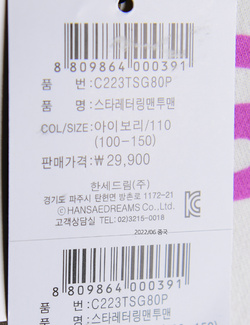 8 809864 000391
품 번:C223TSG80P
품 명:스타레터링맨투맨
COL/SIZE:아이보리/110
(100-150)
판매가격:₩29,900
한세드림(주)
경기도 파주시 탄현면 방촌로 1172-21
ⓒHANSAEDREAMS Co.,Ltd.
고객상담실 TEL:02)3215-0018
2022/06 중국
8 809864 000391
품 번:C223TSG80P
품 명:스타레터링맨투맨